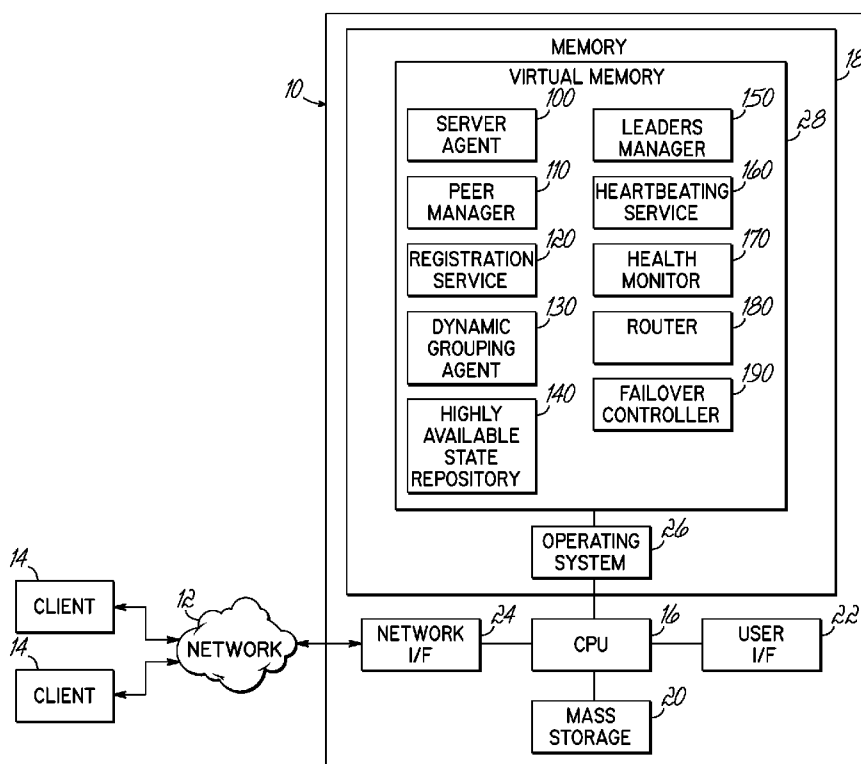 MEMORY
18
VIRTUAL MEMORY
10
28
100
SERVER
AGENT
150
LEADERS
MANAGER
110
PEER
MANAGER
160
HEARTBEATING
SERVICE
120
REGISTRATION
SERVICE
170
HEALTH
MONITOR
130
DYNAMIC
GROUPING
AGENT
180
ROUTER
140
HIGHLY
AVAILABLE
STATE
REPOSITORY
190
FAILOVER
CONTROLLER
26
OPERATING
SYSTEM
14
CLIENT
12
NETWORK
14
CLIENT
24
NETWORK
I/F
16
CPU
22
USER
I/F
20
MASS
STORAGE